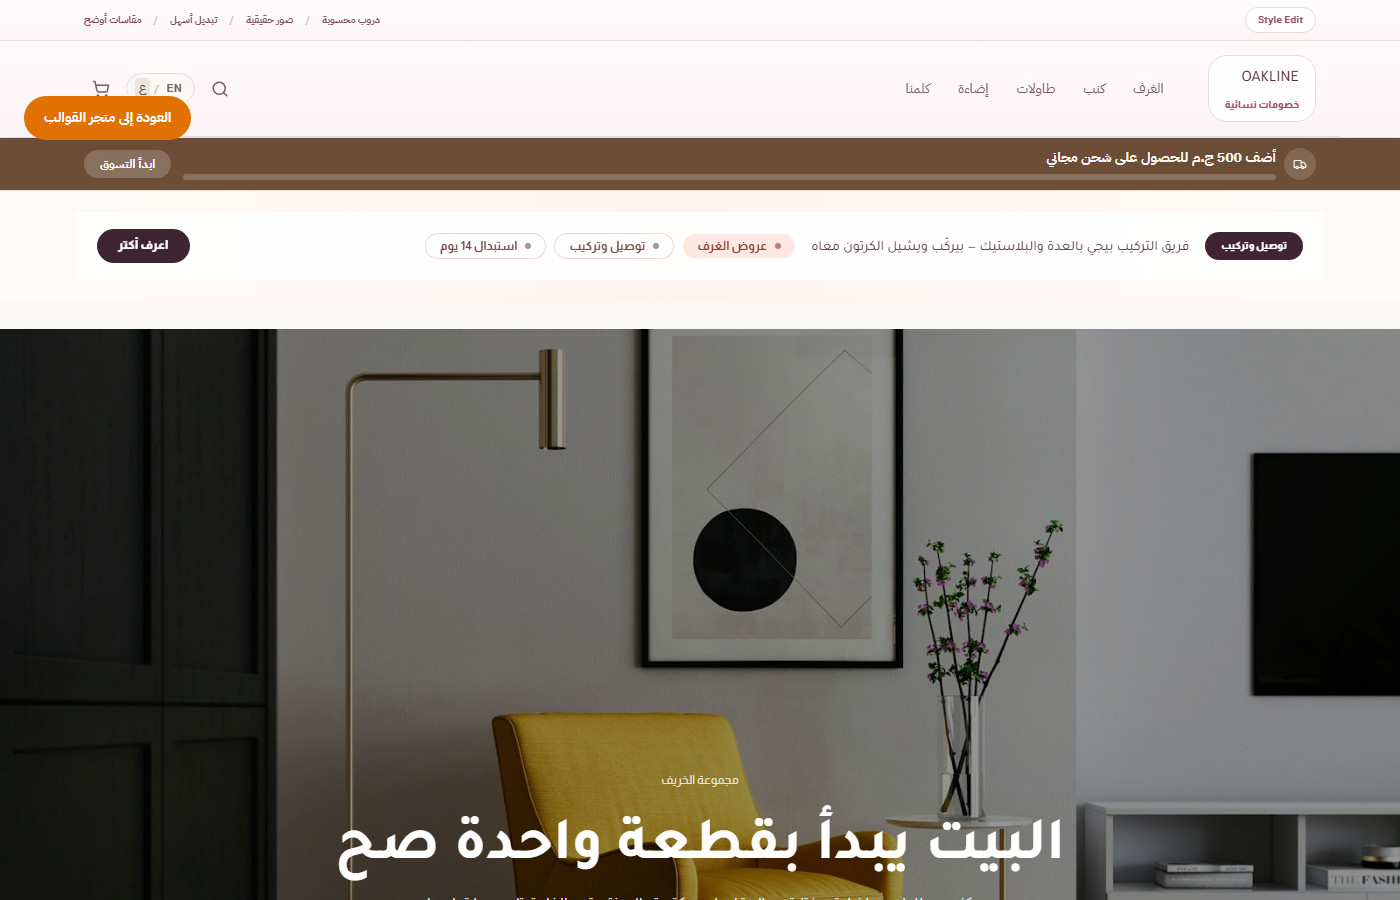 Style Edit
دروب محسوبة / صور حقيقية / تبديل أسهل / مقاسات أوضح
OAKLINE
خصومات نسائية
الغرف كنب طاولات إضاءة كلمنا
EN / ع
العودة إلى متجر القوالب
أضف 500 ج.م للحصول على شحن مجاني
ابدأ التسوق
توصيل وتركيب
فريق التركيب بيجي بالعدة والبلاستيك – بيركّب ويشيل الكرتون معاه
عروض الغرف
توصيل وتركيب
استبدال 14 يوم
اعرف أكتر
مجموعة الخريف
البيت يبدأ بقطعة واحدة صح
THE FASH